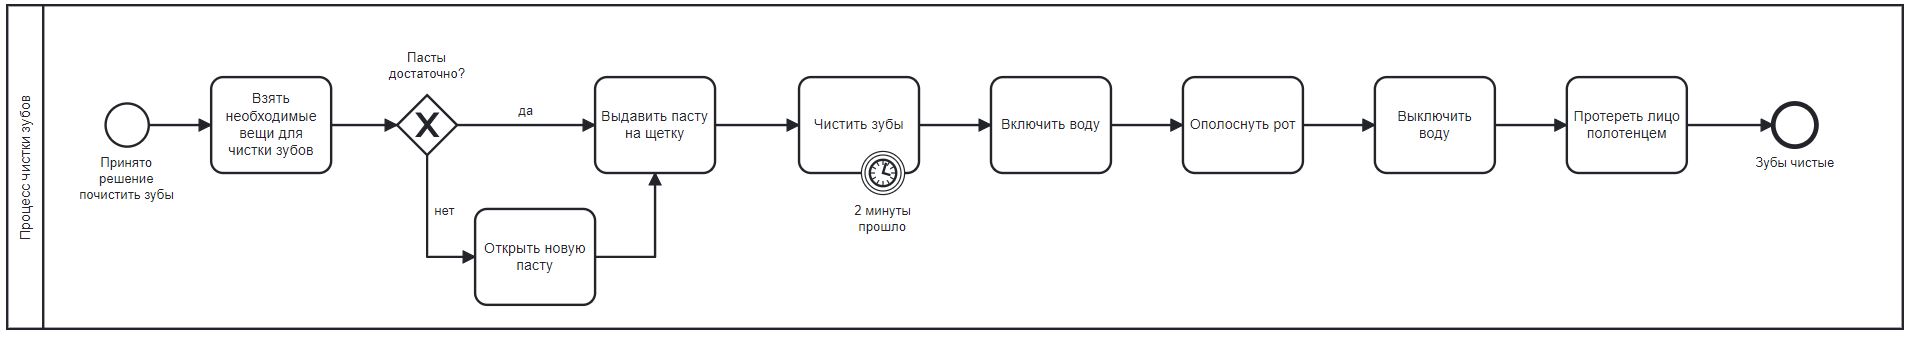 Процесс чистки зубов
Принято
решение
почистить зубы
Взять
необходимые
вещи для
чистки зубов
Пасты
достаточно?
да
нет
Открыть новую
пасту
Выдавить пасту
на щетку
Чистить зубы
2 минуты
прошло
Включить воду
Ополоснуть рот
Выключить
воду
Протереть лицо
полотенцем
Зубы чистые